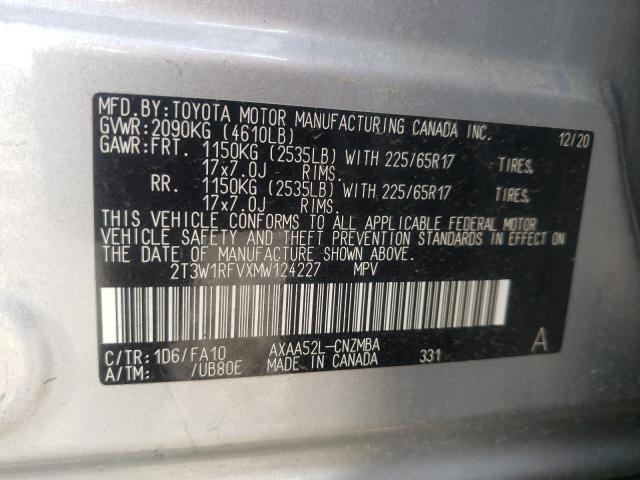 MFD. BY:TOYOTA MOTOR MANUFACTURING CANADA INC.
GVWR:2090KG (4610LB) 12/20
GAWR:FRT. 1150KG (2535LB) WITH 225/65R17 TIRES,
17x7.0J RIMS.
RR. 1150KG (2535LB) WITH 225/65R17 TIRES,
17x7.0J RIMS.
THIS VEHICLE CONFORMS TO ALL APPLICABLE FEDERAL MOTOR
VEHICLE SAFETY AND THEFT PREVENTION STANDARDS IN EFFECT ON
THE DATE OF MANUFACTURE SHOWN ABOVE.
2T3W1RFVXMW124227 MPV
C/TR:1D6/FA10 AXAA52L-CNZMBA 331 A
A/TM: /UB80E MADE IN CANADA